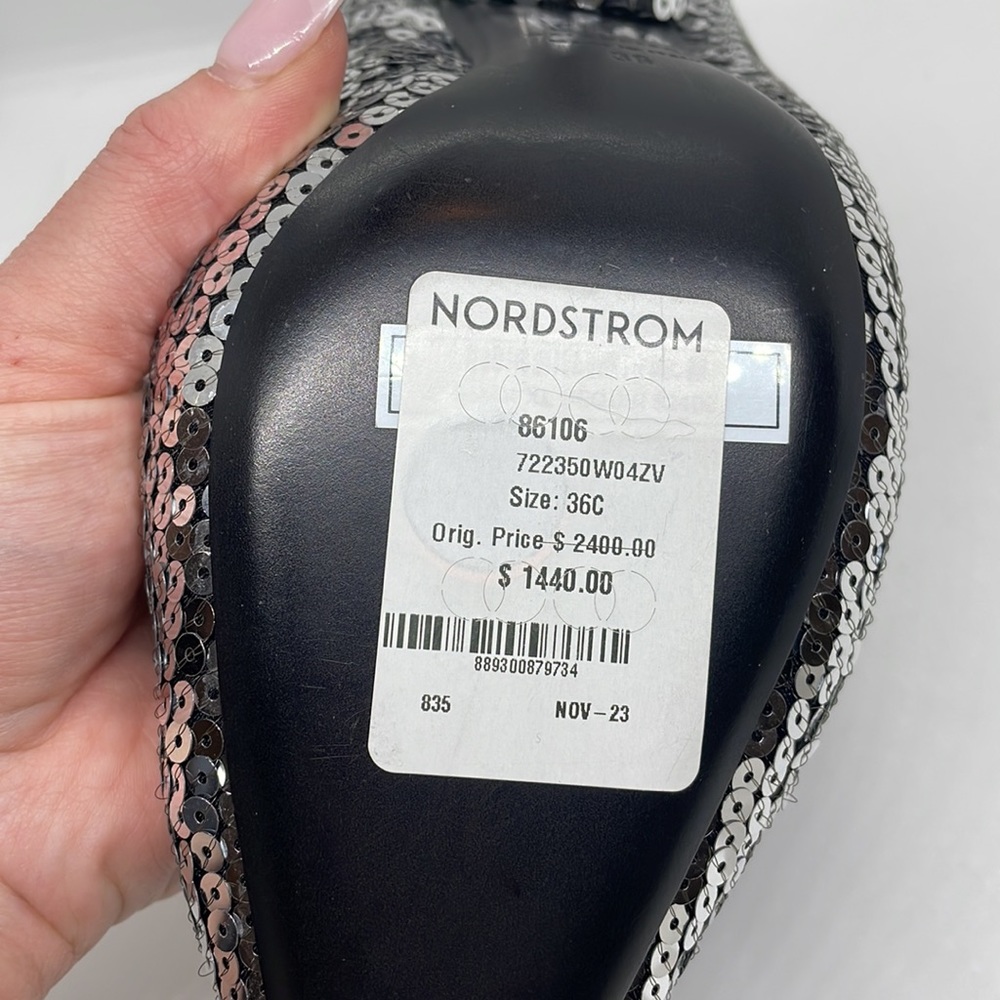 NORDSTROM
86106
722350W04ZV
Size: 36C
Orig. Price $ 2400.00
$ 1440.00
889300879734
835 NOV-23